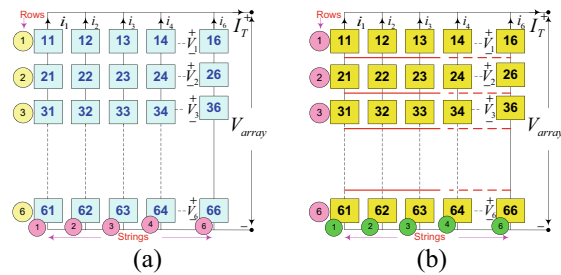 Rows i1 i2 i3 i4 i6 IT +
1 11 12 13 14 + V1 − 16
2 21 22 23 24 + V2 − 26
3 31 32 33 34 + V3 − 36
Varray
6 61 62 63 64 + V6 66
1 2 3 4 6 −
Strings
(a)
Rows i1 i2 i3 i4 i6 IT +
1 11 12 13 14 + V1 − 16
2 21 22 23 24 + V2 − 26
3 31 32 33 34 + V3 − 36
Varray
6 61 62 63 64 + V6 66
1 2 3 4 6 −
Strings
(b)